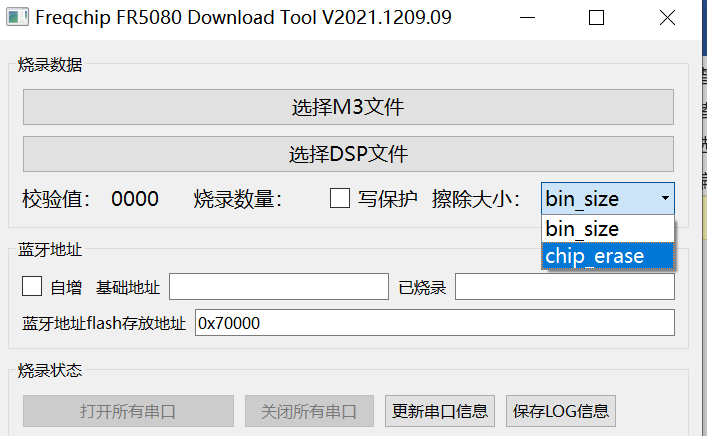 Freqchip FR5080 Download Tool V2021.1209.09
烧录数据
选择M3文件
选择DSP文件
校验值： 0000 烧录数量： 写保护 擦除大小： bin_size
bin_size
chip_erase
蓝牙地址
自增 基础地址 已烧录
蓝牙地址flash存放地址 0x70000
烧录状态
打开所有串口 关闭所有串口 更新串口信息 保存LOG信息